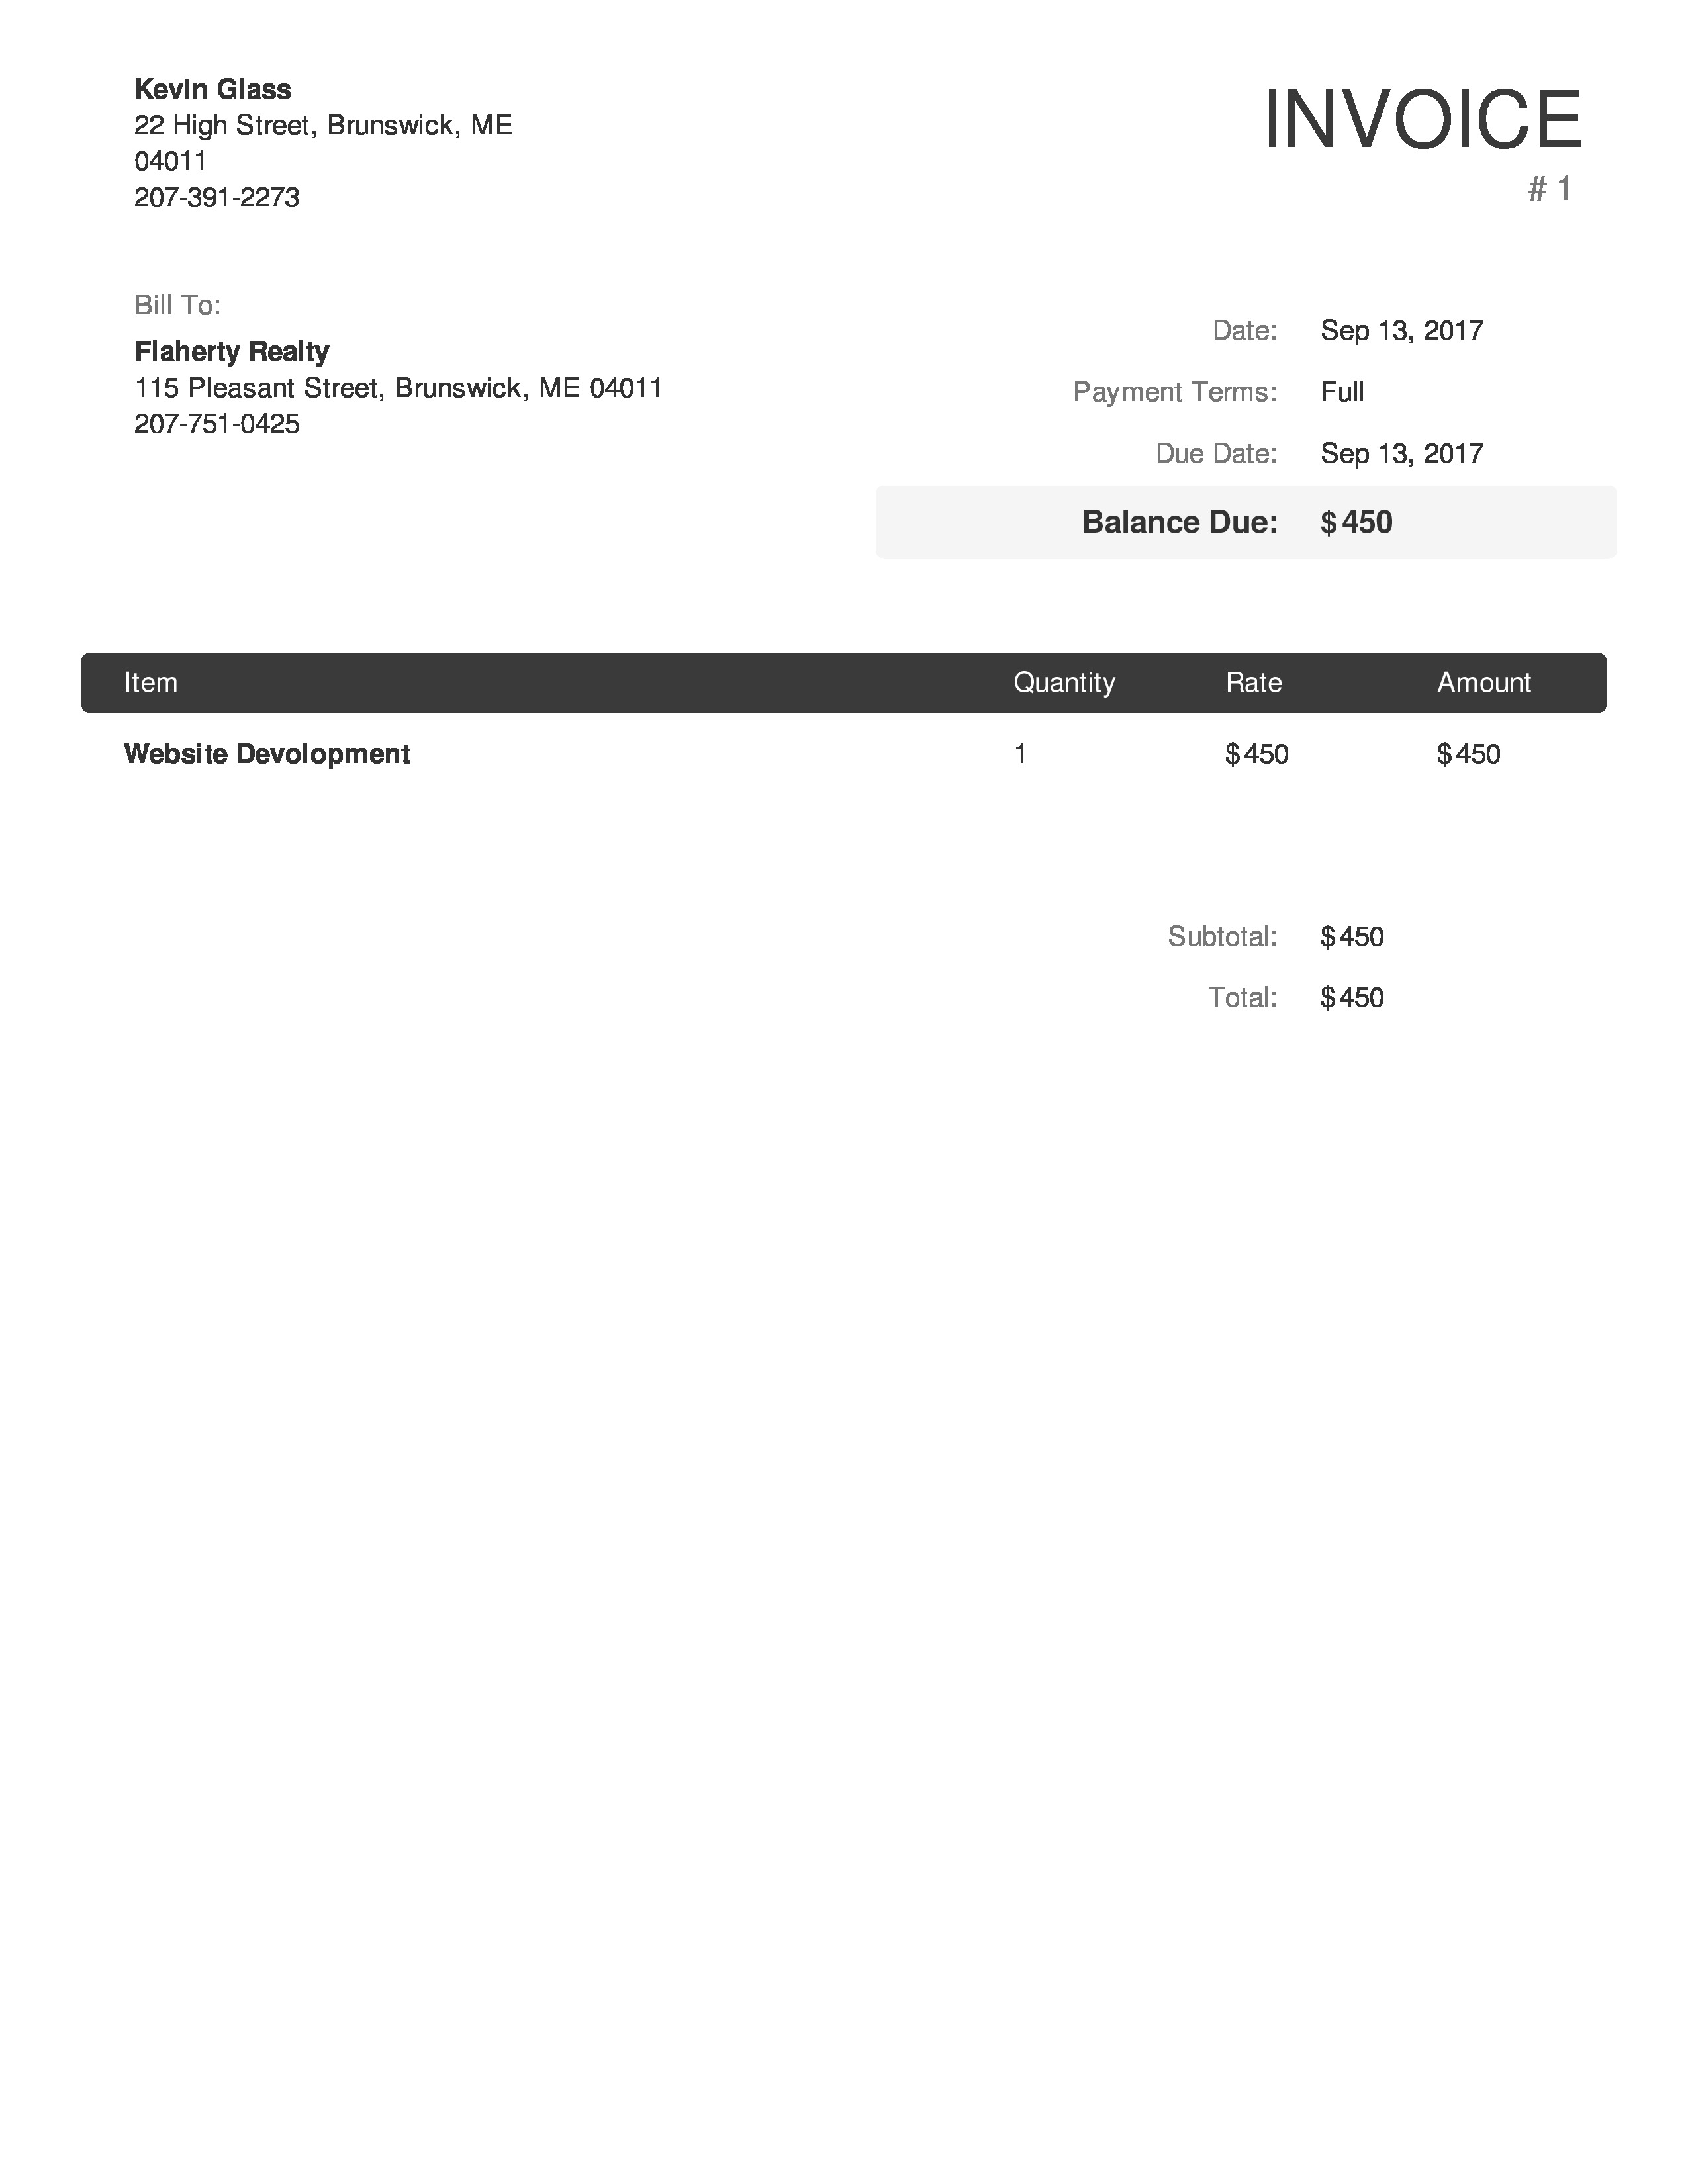 Kevin Glass
22 High Street, Brunswick, ME
04011
207-391-2273
INVOICE
# 1
Bill To:
Flaherty Realty
115 Pleasant Street, Brunswick, ME 04011
207-751-0425
Date: Sep 13, 2017
Payment Terms: Full
Due Date: Sep 13, 2017
Balance Due: $450
Item Quantity Rate Amount
Website Devolopment 1 $450 $450
Subtotal: $450
Total: $450